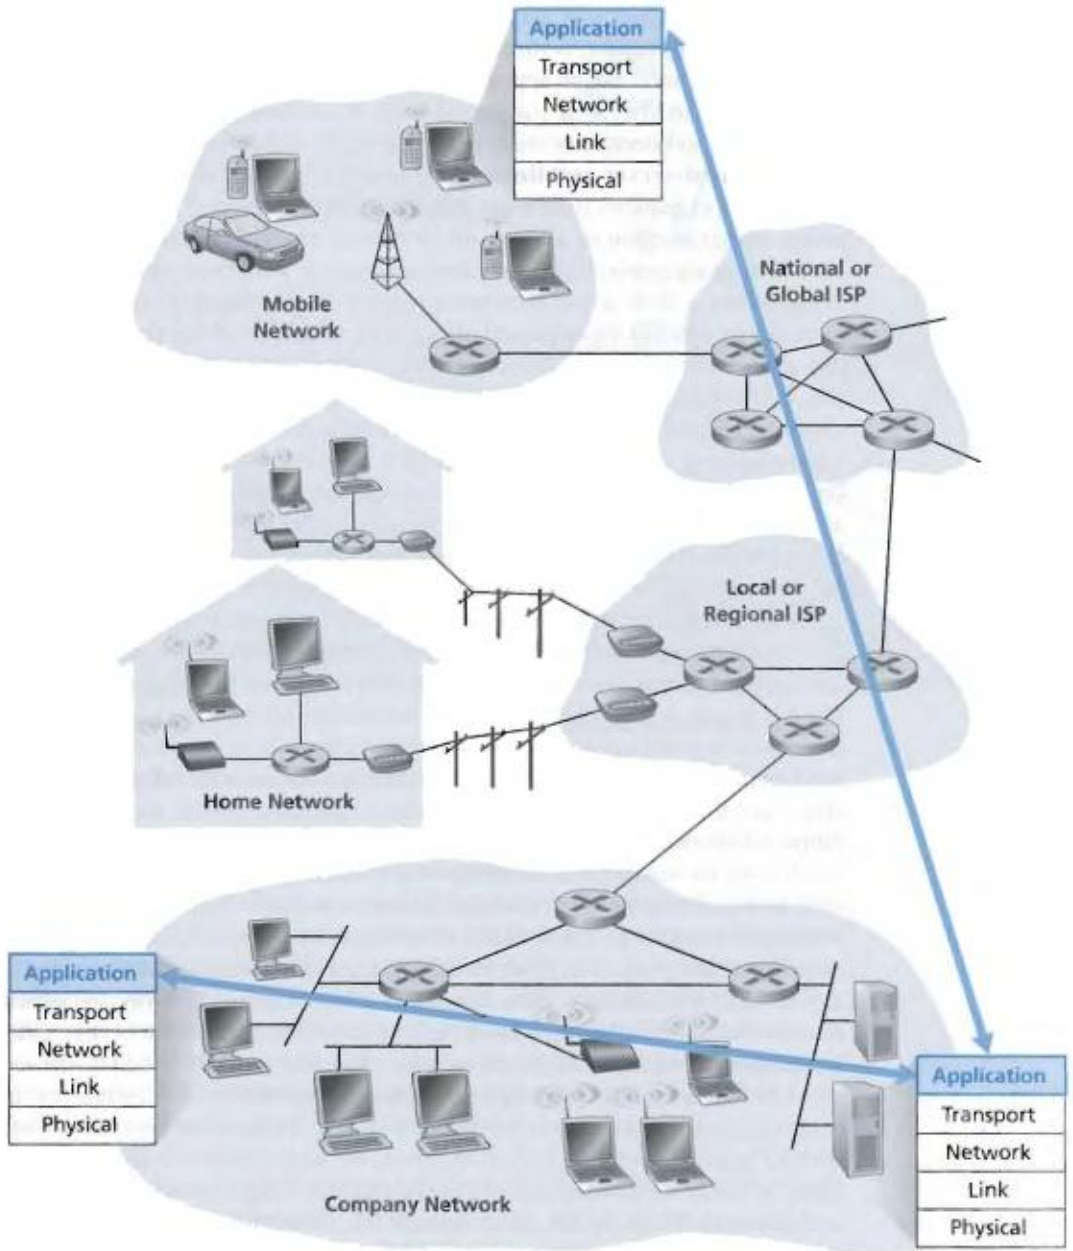 Application
Transport
Network
Link
Physical
National or
Global ISP
Mobile
Network
Local or
Regional ISP
Home Network
Application
Transport
Network
Link
Physical
Application
Transport
Network
Link
Physical
Company Network